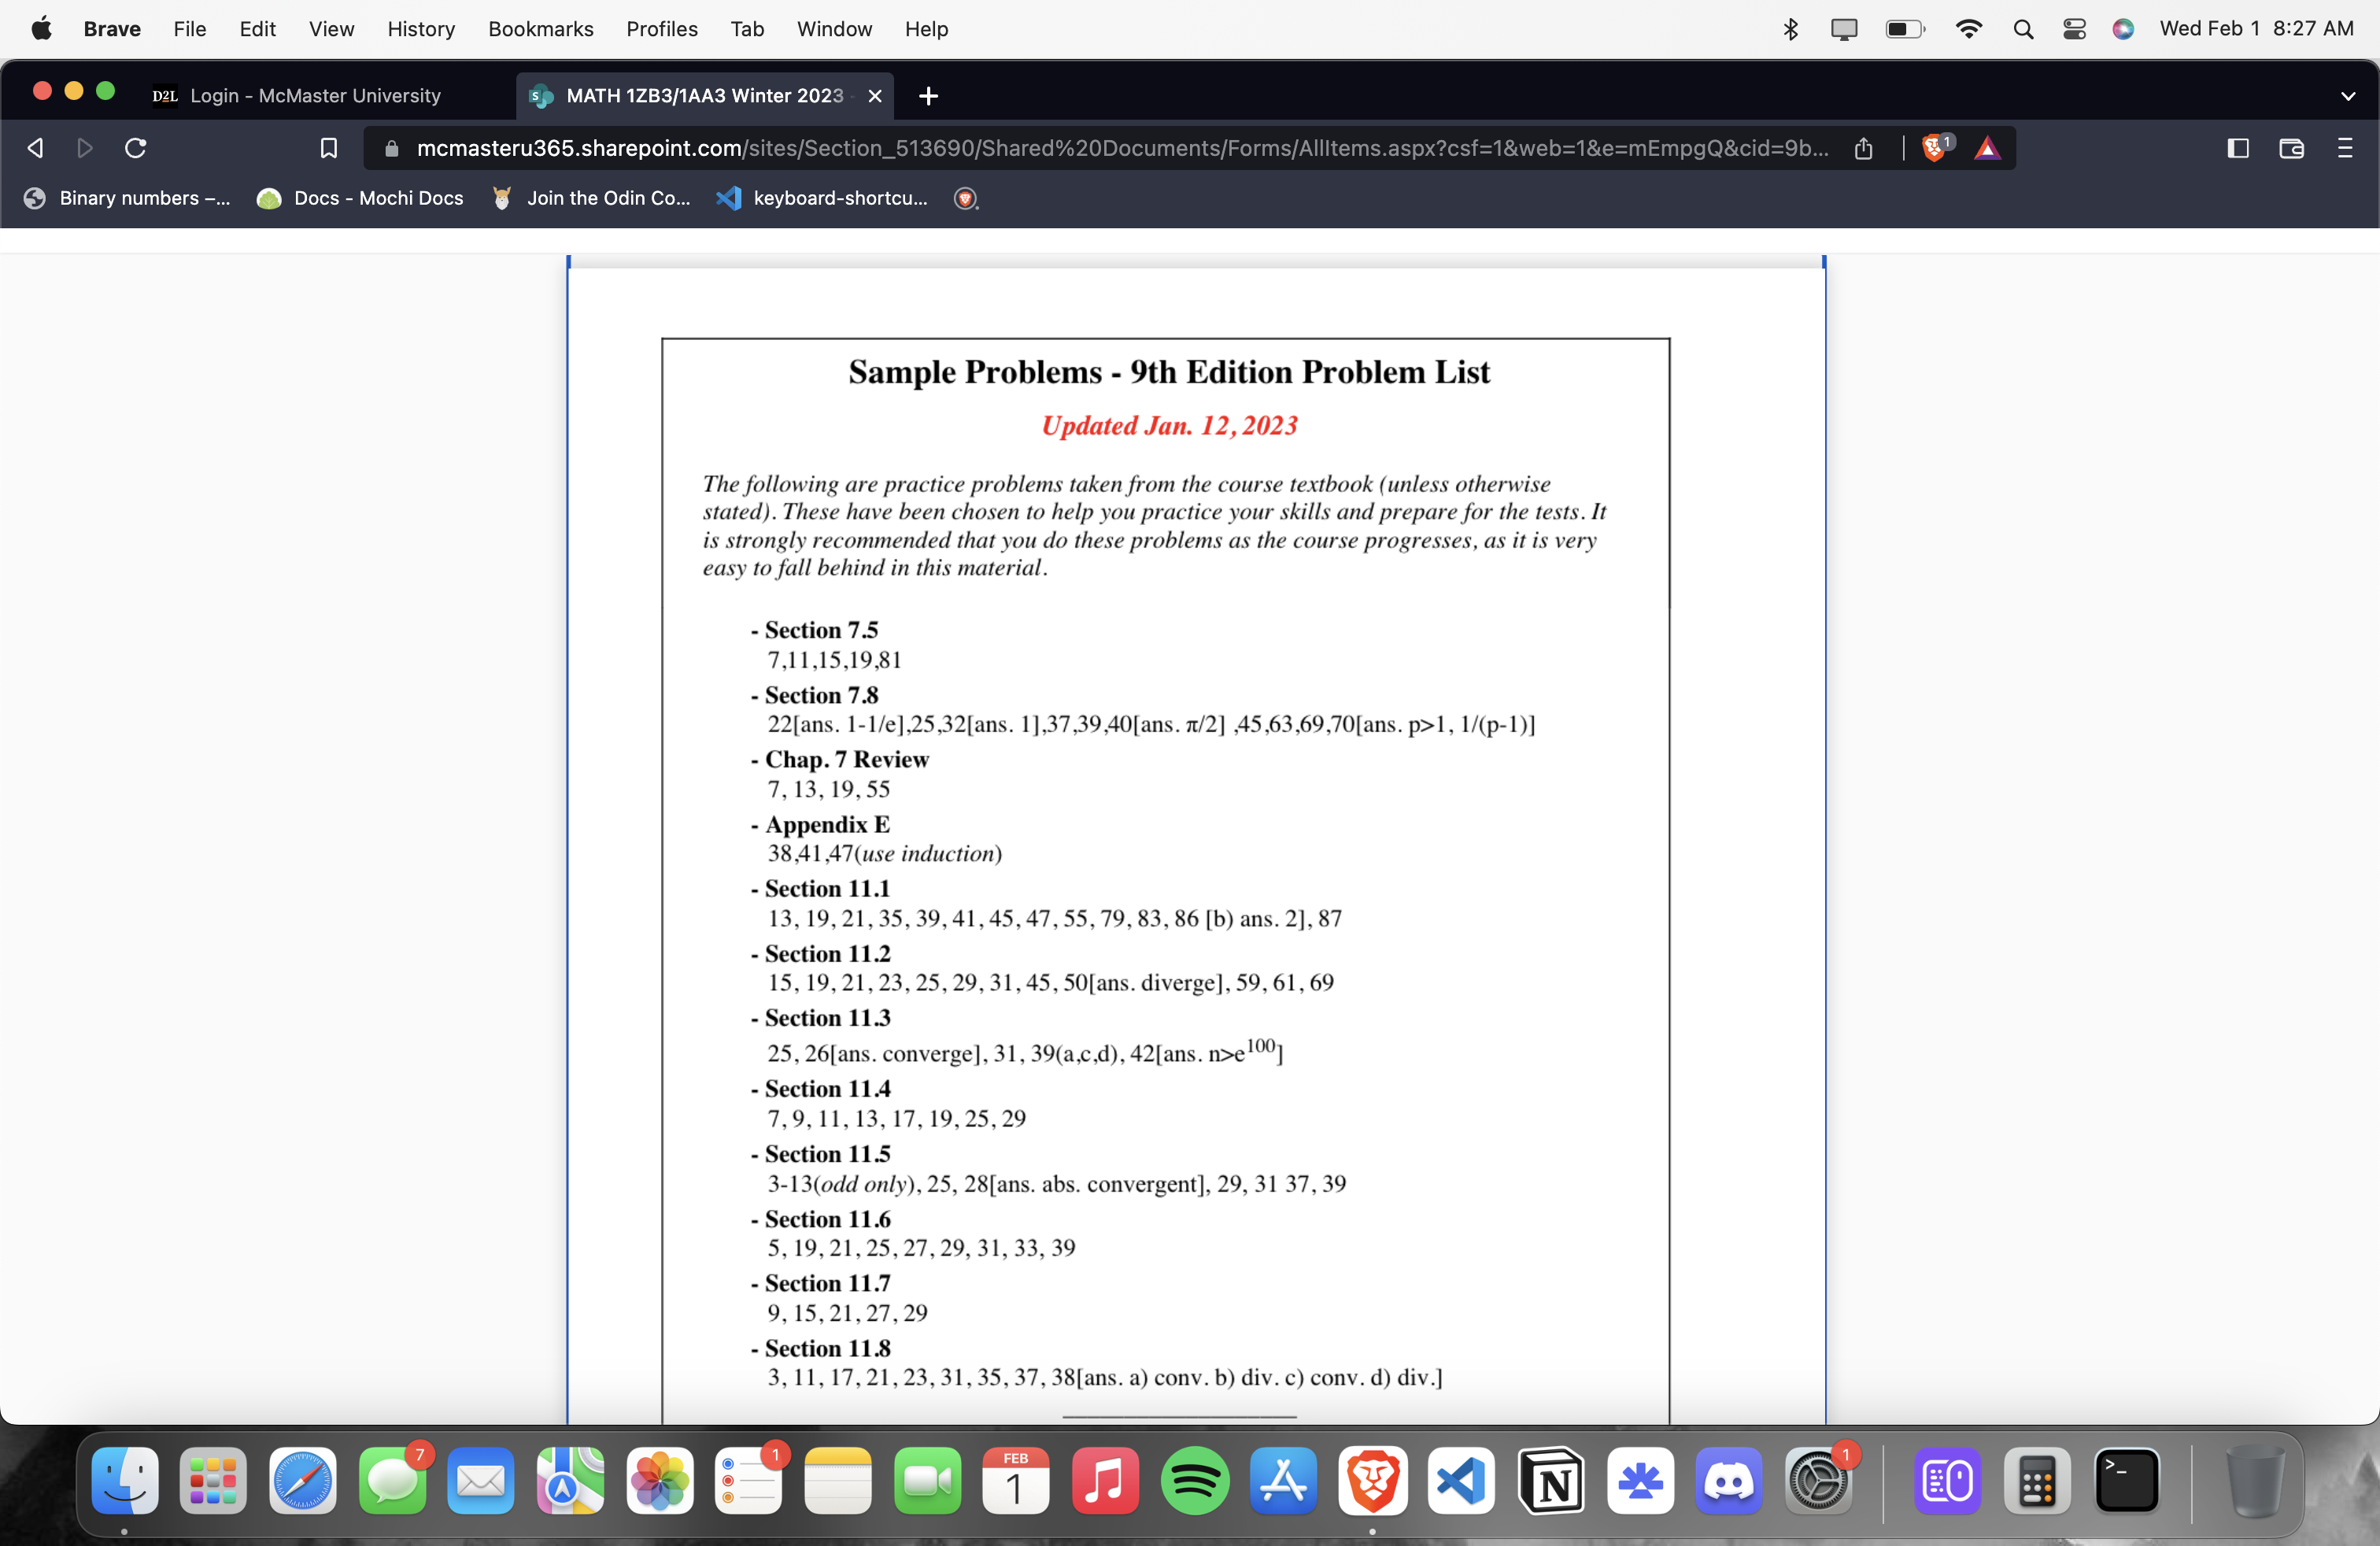 Brave File Edit View History Bookmarks Profiles Tab Window Help Wed Feb 1 8:27 AM
D2L Login - McMaster University MATH 1ZB3/1AA3 Winter 2023
mcmasteru365.sharepoint.com/sites/Section_513690/Shared%20Documents/Forms/AllItems.aspx?csf=1&web=1&e=mEmpgQ&cid=9b... 1
Binary numbers –... Docs - Mochi Docs Join the Odin Co... keyboard-shortcu...
Sample Problems - 9th Edition Problem List
Updated Jan. 12, 2023
The following are practice problems taken from the course textbook (unless otherwise
stated). These have been chosen to help you practice your skills and prepare for the tests. It
is strongly recommended that you do these problems as the course progresses, as it is very
easy to fall behind in this material.
- Section 7.5
7,11,15,19,81
- Section 7.8
22[ans. 1-1/e],25,32[ans. 1],37,39,40[ans. π/2] ,45,63,69,70[ans. p>1, 1/(p-1)]
- Chap. 7 Review
7, 13, 19, 55
- Appendix E
38,41,47(use induction)
- Section 11.1
13, 19, 21, 35, 39, 41, 45, 47, 55, 79, 83, 86 [b) ans. 2], 87
- Section 11.2
15, 19, 21, 23, 25, 29, 31, 45, 50[ans. diverge], 59, 61, 69
- Section 11.3
25, 26[ans. converge], 31, 39(a,c,d), 42[ans. n>e^100]
- Section 11.4
7, 9, 11, 13, 17, 19, 25, 29
- Section 11.5
3-13(odd only), 25, 28[ans. abs. convergent], 29, 31 37, 39
- Section 11.6
5, 19, 21, 25, 27, 29, 31, 33, 39
- Section 11.7
9, 15, 21, 27, 29
- Section 11.8
3, 11, 17, 21, 23, 31, 35, 37, 38[ans. a) conv. b) div. c) conv. d) div.]
7 1 FEB 1 N 1 >_